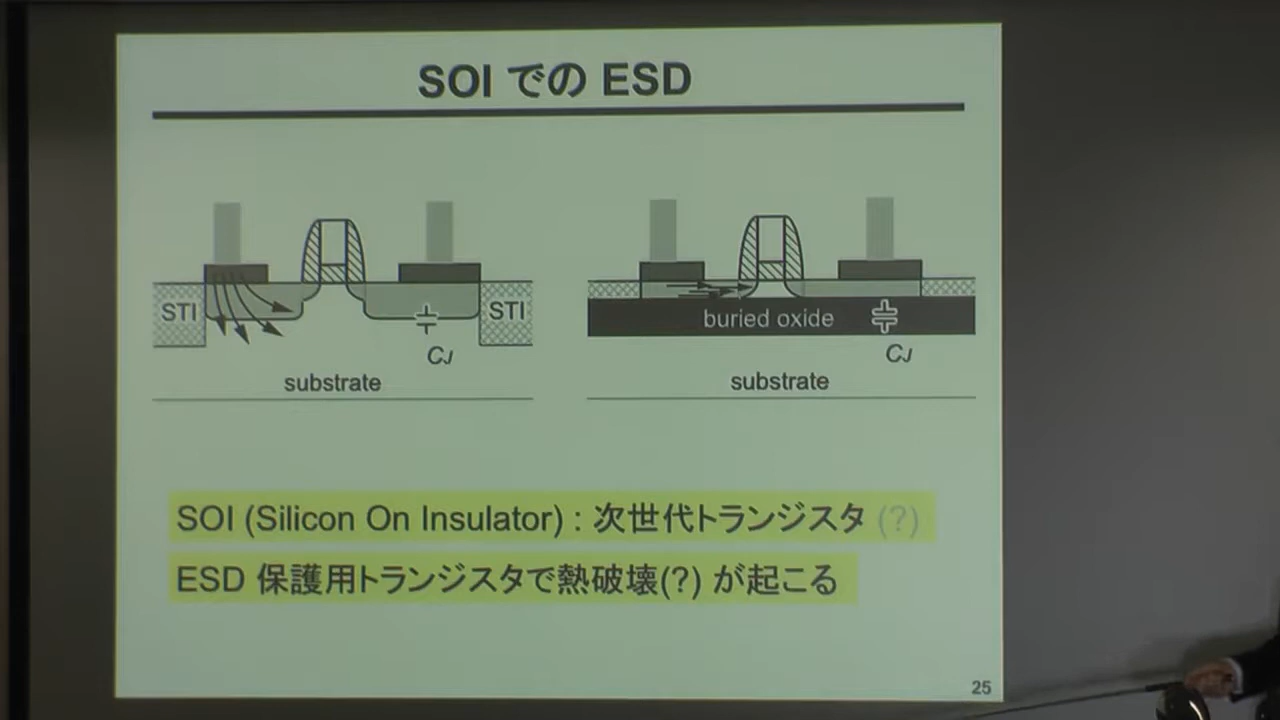 SOI での ESD
STI
STI
CJ
substrate
buried oxide
CJ
substrate
SOI (Silicon On Insulator) : 次世代トランジスタ (?)
ESD 保護用トランジスタで熱破壊(?) が起こる
25